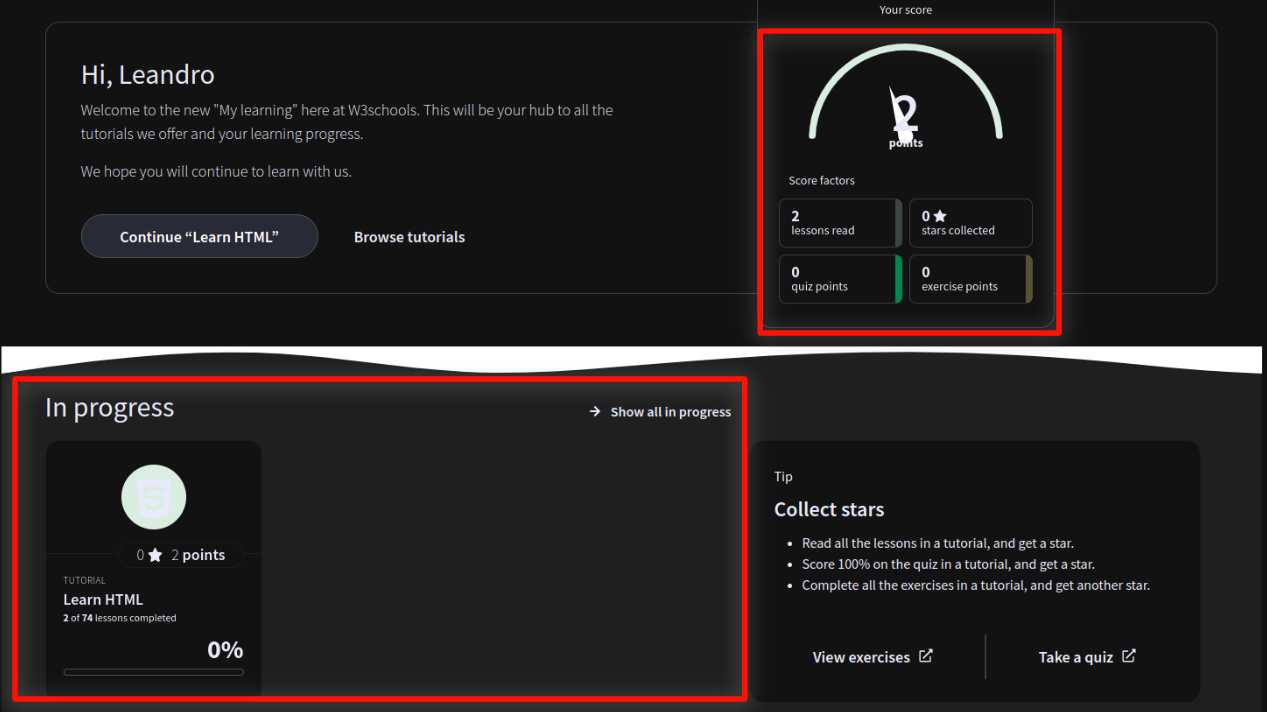 Your score
Hi, Leandro
Welcome to the new "My learning" here at W3schools. This will be your hub to all the
tutorials we offer and your learning progress.
We hope you will continue to learn with us.
Continue “Learn HTML”
Browse tutorials
2
points
Score factors
2
lessons read
0
stars collected
0
quiz points
0
exercise points
In progress
Show all in progress
5
0 2 points
TUTORIAL
Learn HTML
2 of 74 lessons completed
0%
Tip
Collect stars
Read all the lessons in a tutorial, and get a star.
Score 100% on the quiz in a tutorial, and get a star.
Complete all the exercises in a tutorial, and get another star.
View exercises
Take a quiz